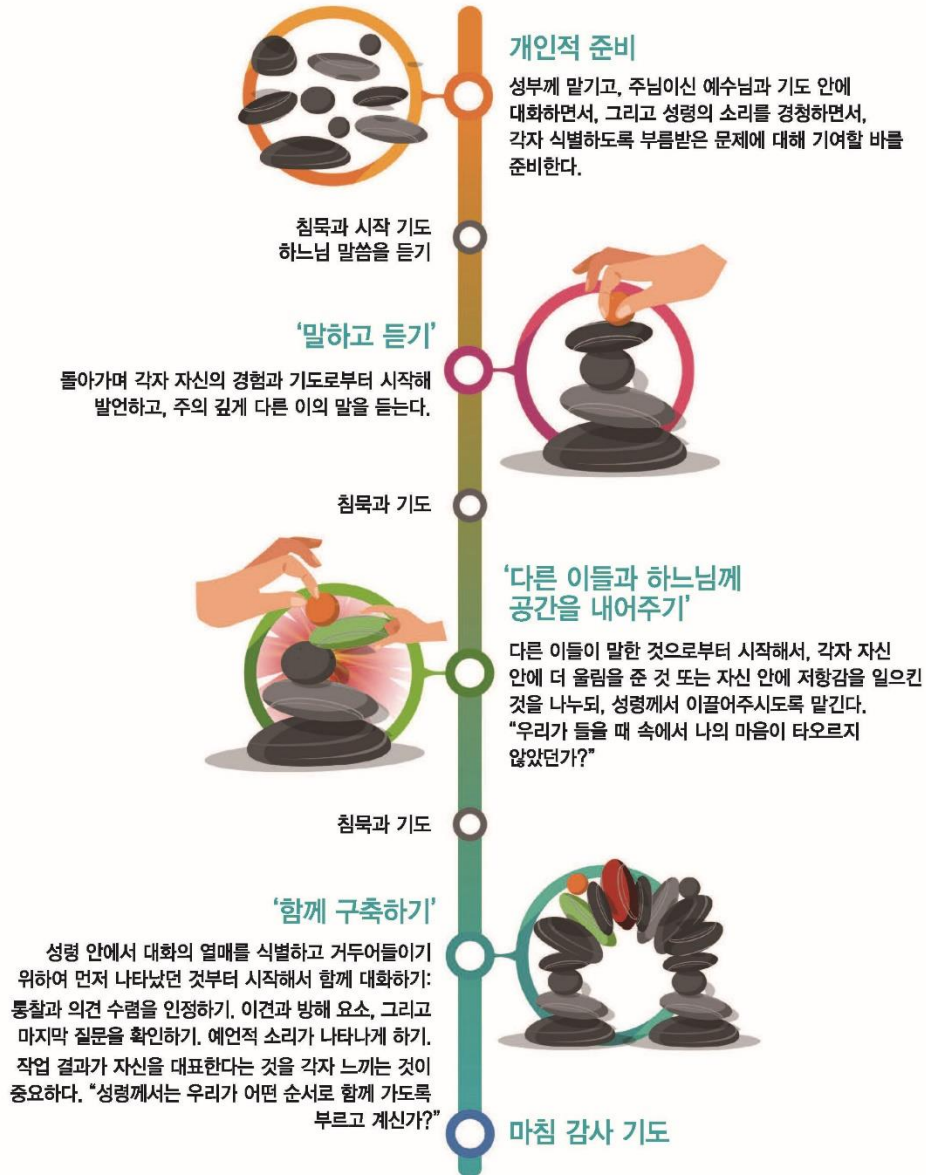 개인적 준비
성부께 맡기고, 주님이신 예수님과 기도 안에
대화하면서, 그리고 성령의 소리를 경청하면서,
각자 식별하도록 부름받은 문제에 대해 기여할 바를
준비한다.
침묵과 시작 기도
하느님 말씀을 듣기
‘말하고 듣기’
돌아가며 각자 자신의 경험과 기도로부터 시작해
발언하고, 주의 깊게 다른 이의 말을 듣는다.
침묵과 기도
‘다른 이들과 하느님께
공간을 내어주기’
다른 이들이 말한 것으로부터 시작해서, 각자 자신
안에 더 울림을 준 것 또는 자신 안에 저항감을 일으킨
것을 나누되, 성령께서 이끌어주시도록 맡긴다.
“우리가 들을 때 속에서 나의 마음이 타오르지
않았던가?”
침묵과 기도
‘함께 구축하기’
성령 안에서 대화의 열매를 식별하고 거두어들이기
위하여 먼저 나타났던 것부터 시작해서 함께 대화하기:
통찰과 의견 수렴을 인정하기. 이견과 방해 요소, 그리고
마지막 질문을 확인하기. 예언적 소리가 나타나게 하기.
작업 결과가 자신을 대표한다는 것을 각자 느끼는 것이
중요하다. “성령께서는 우리가 어떤 순서로 함께 가도록
부르고 계신가?”
마침 감사 기도